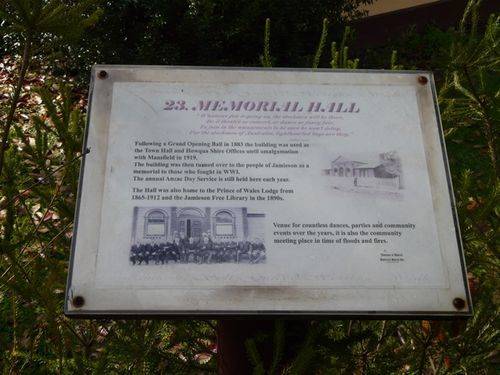 23. MEMORIAL HALL
Following a Grand Opening Ball in 1883 the building was used as
the Town Hall and Howqua Shire Offices until amalgamation
with Mansfield in 1919.
The building was then turned over to the people of Jamieson as a
memorial to those who fought in WWI.
The annual Anzac Day Service is still held here each year.
The Hall was also home to the Prince of Wales Lodge from
1865-1912 and the Jamieson Free Library in the 1890s.
Venue for countless dances, parties and community
events over the years, it is also the community
meeting place in time of floods and fires.